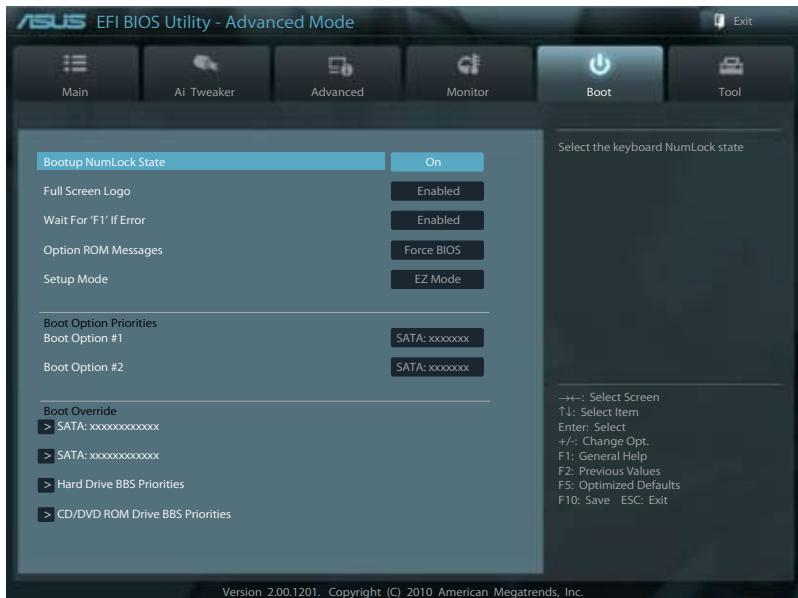 ASUS EFI BIOS Utility - Advanced Mode
Exit
Main
Ai Tweaker
Advanced
Monitor
Boot
Tool
Bootup NumLock State
On
Full Screen Logo
Enabled
Wait For ‘F1’ If Error
Enabled
Option ROM Messages
Force BIOS
Setup Mode
EZ Mode
Boot Option Priorities
Boot Option #1
SATA: xxxxxxx
Boot Option #2
SATA: xxxxxxx
Boot Override
> SATA: xxxxxxxxxxxx
> SATA: xxxxxxxxxxxx
> Hard Drive BBS Priorities
> CD/DVD ROM Drive BBS Priorities
Select the keyboard NumLock state
→←: Select Screen
↑↓: Select Item
Enter: Select
+/-: Change Opt.
F1: General Help
F2: Previous Values
F5: Optimized Defaults
F10: Save ESC: Exit
Version 2.00.1201. Copyright (C) 2010 American Megatrends, Inc.